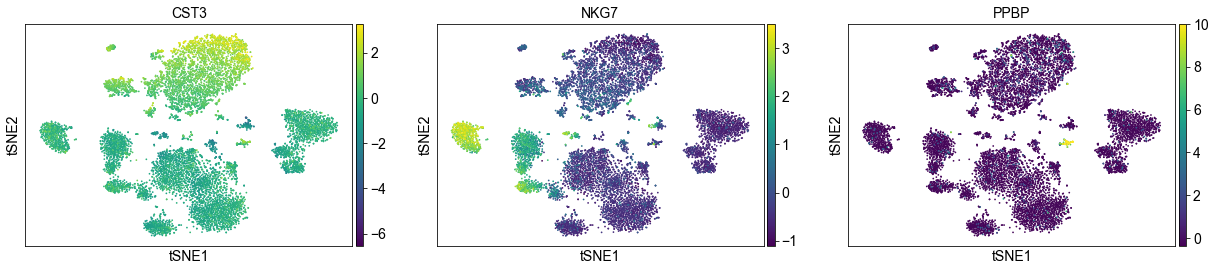 CST3
tSNE2
tSNE1
2
0
−2
−4
−6
NKG7
tSNE2
tSNE1
3
2
1
0
−1
PPBP
tSNE2
tSNE1
10
8
6
4
2
0